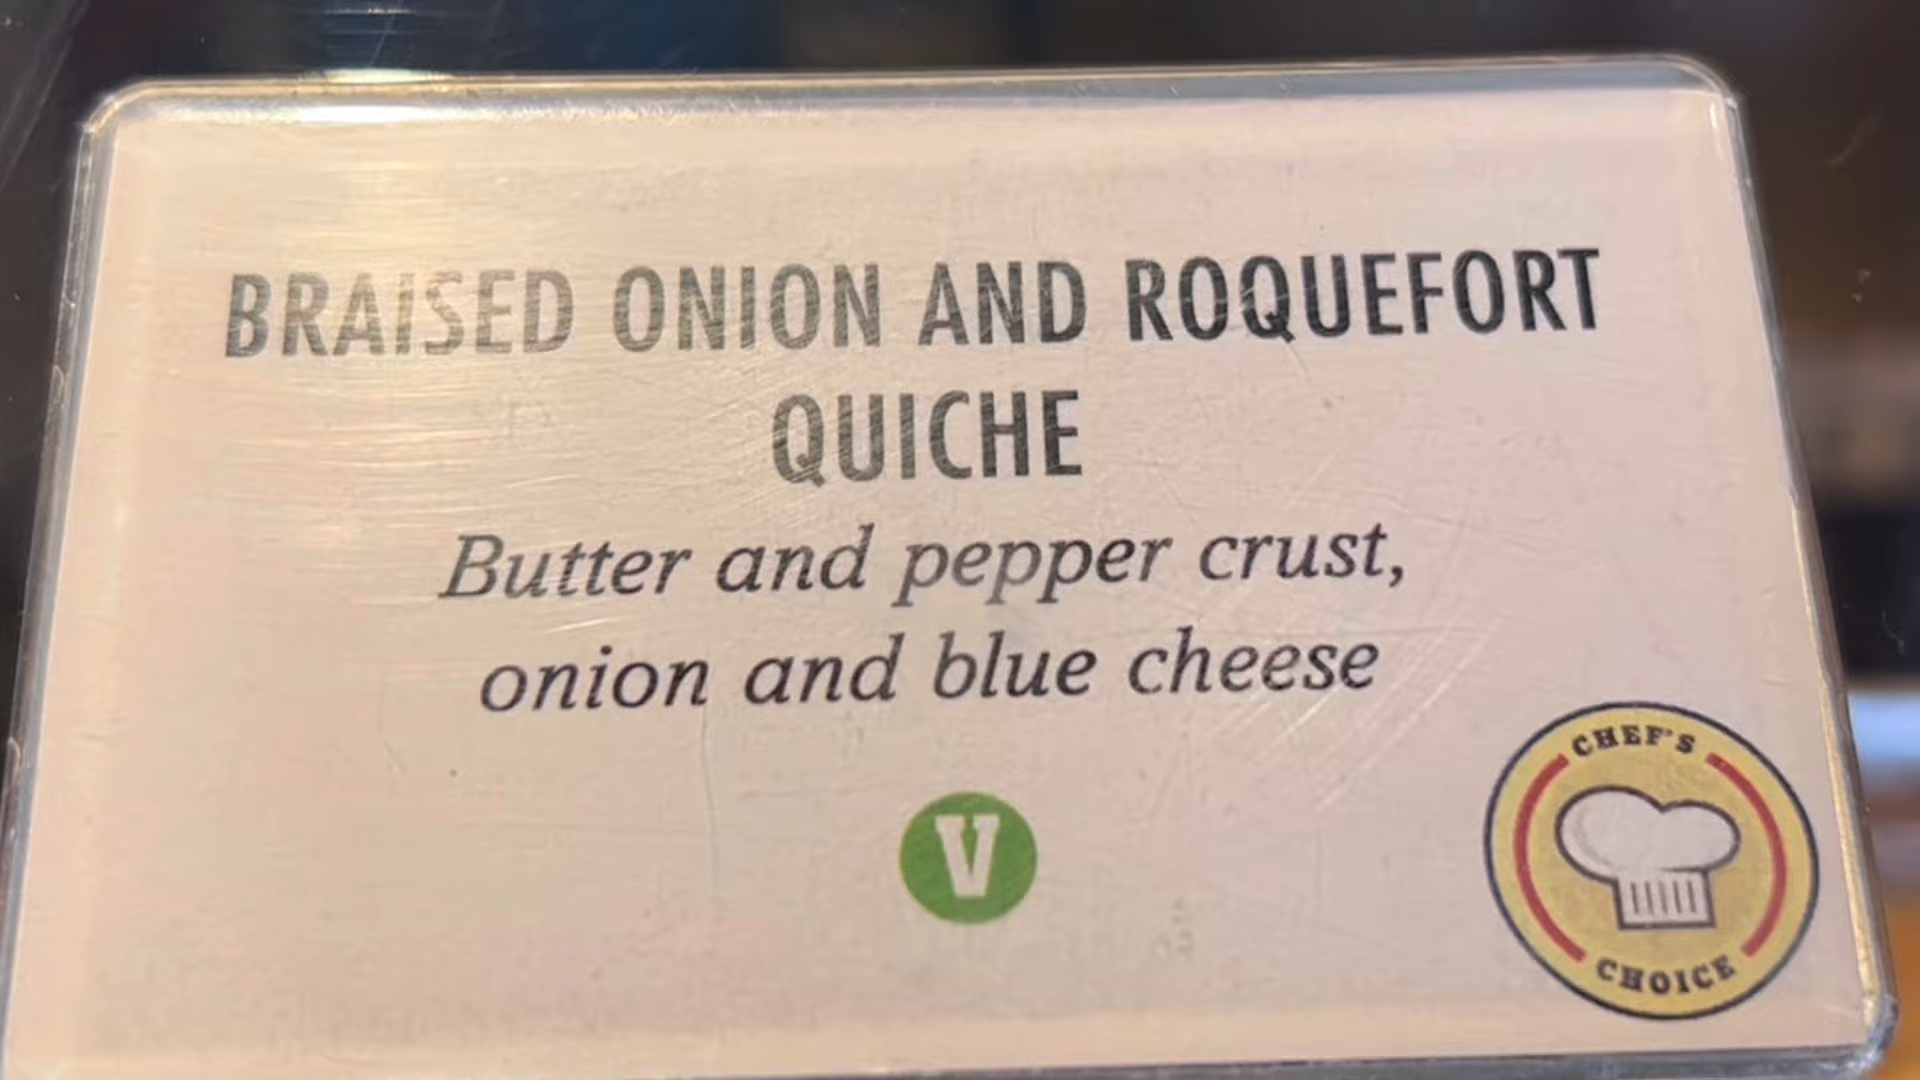 BRAISED ONION AND ROQUEFORT
QUICHE
Butter and pepper crust,
onion and blue cheese
V
CHEF'S
CHOICE